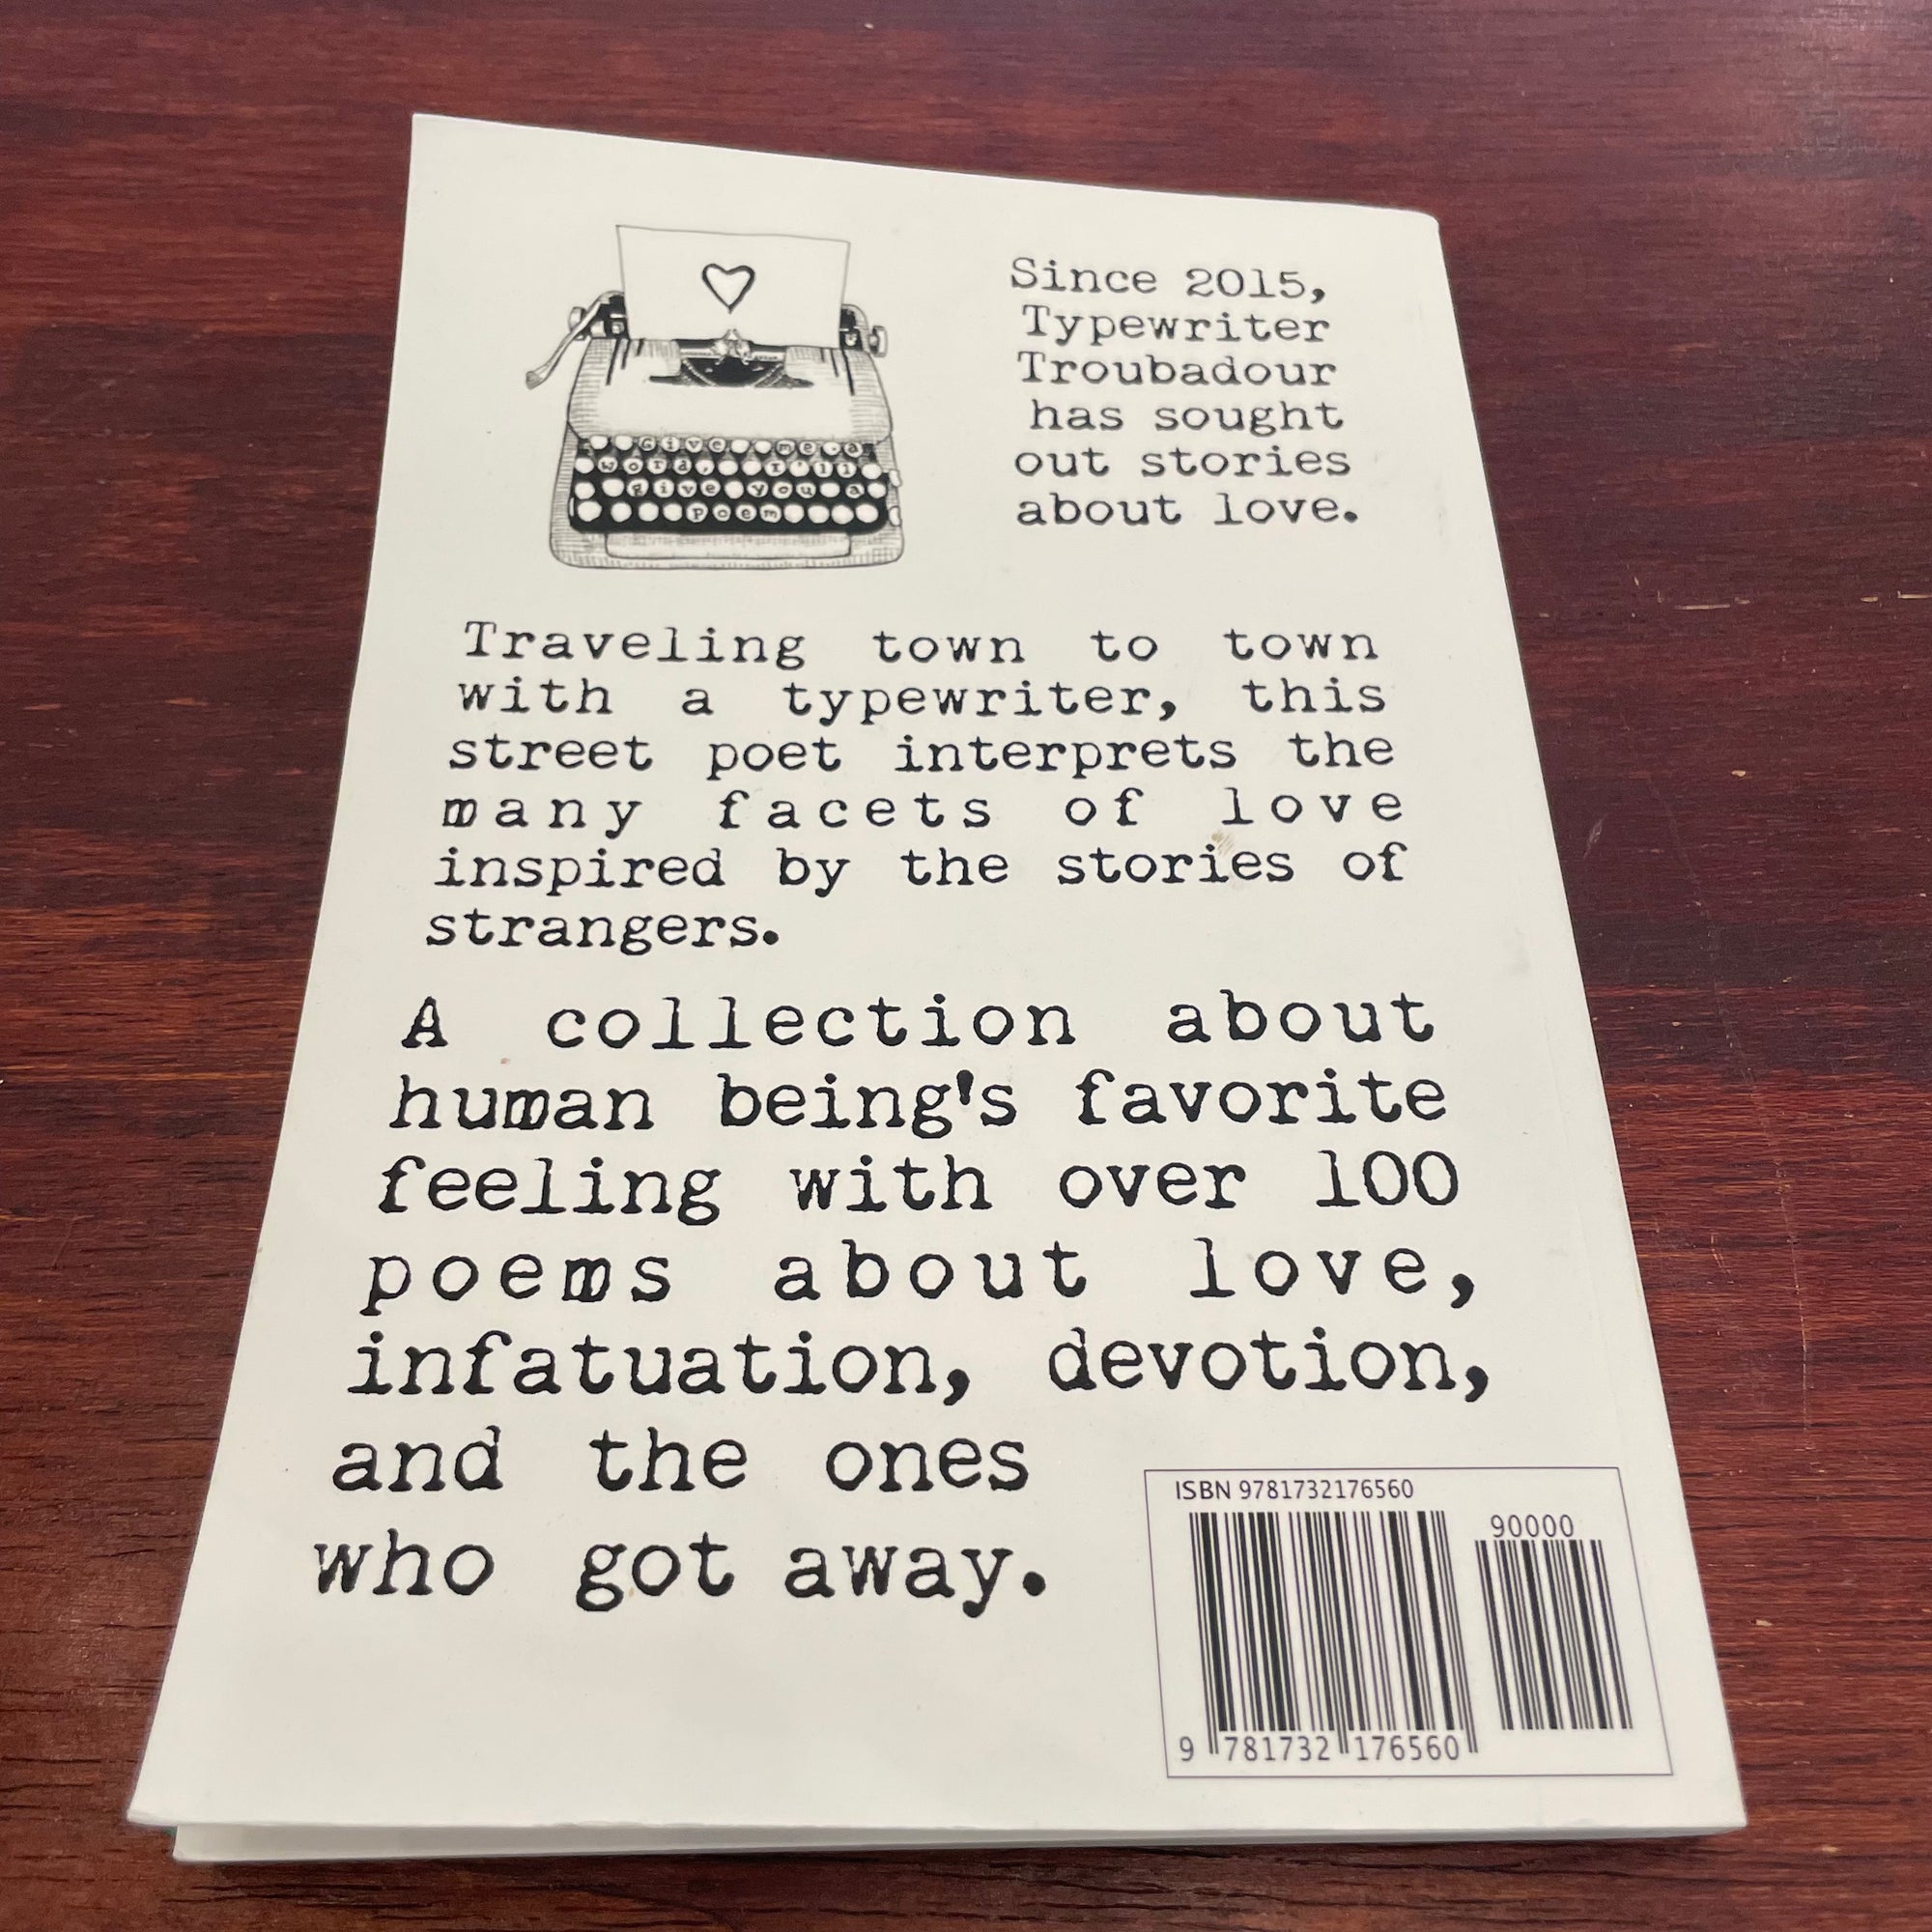 Give me a
word, I'll
give you a
poem
Since 2015,
Typewriter
Troubadour
has sought
out stories
about love.
Traveling town to town
with a typewriter, this
street poet interprets the
many facets of love
inspired by the stories of
strangers.
A collection about
human being's favorite
feeling with over 100
poems about love,
infatuation, devotion,
and the ones
who got away.
ISBN 9781732176560
90000
9 781732 176560